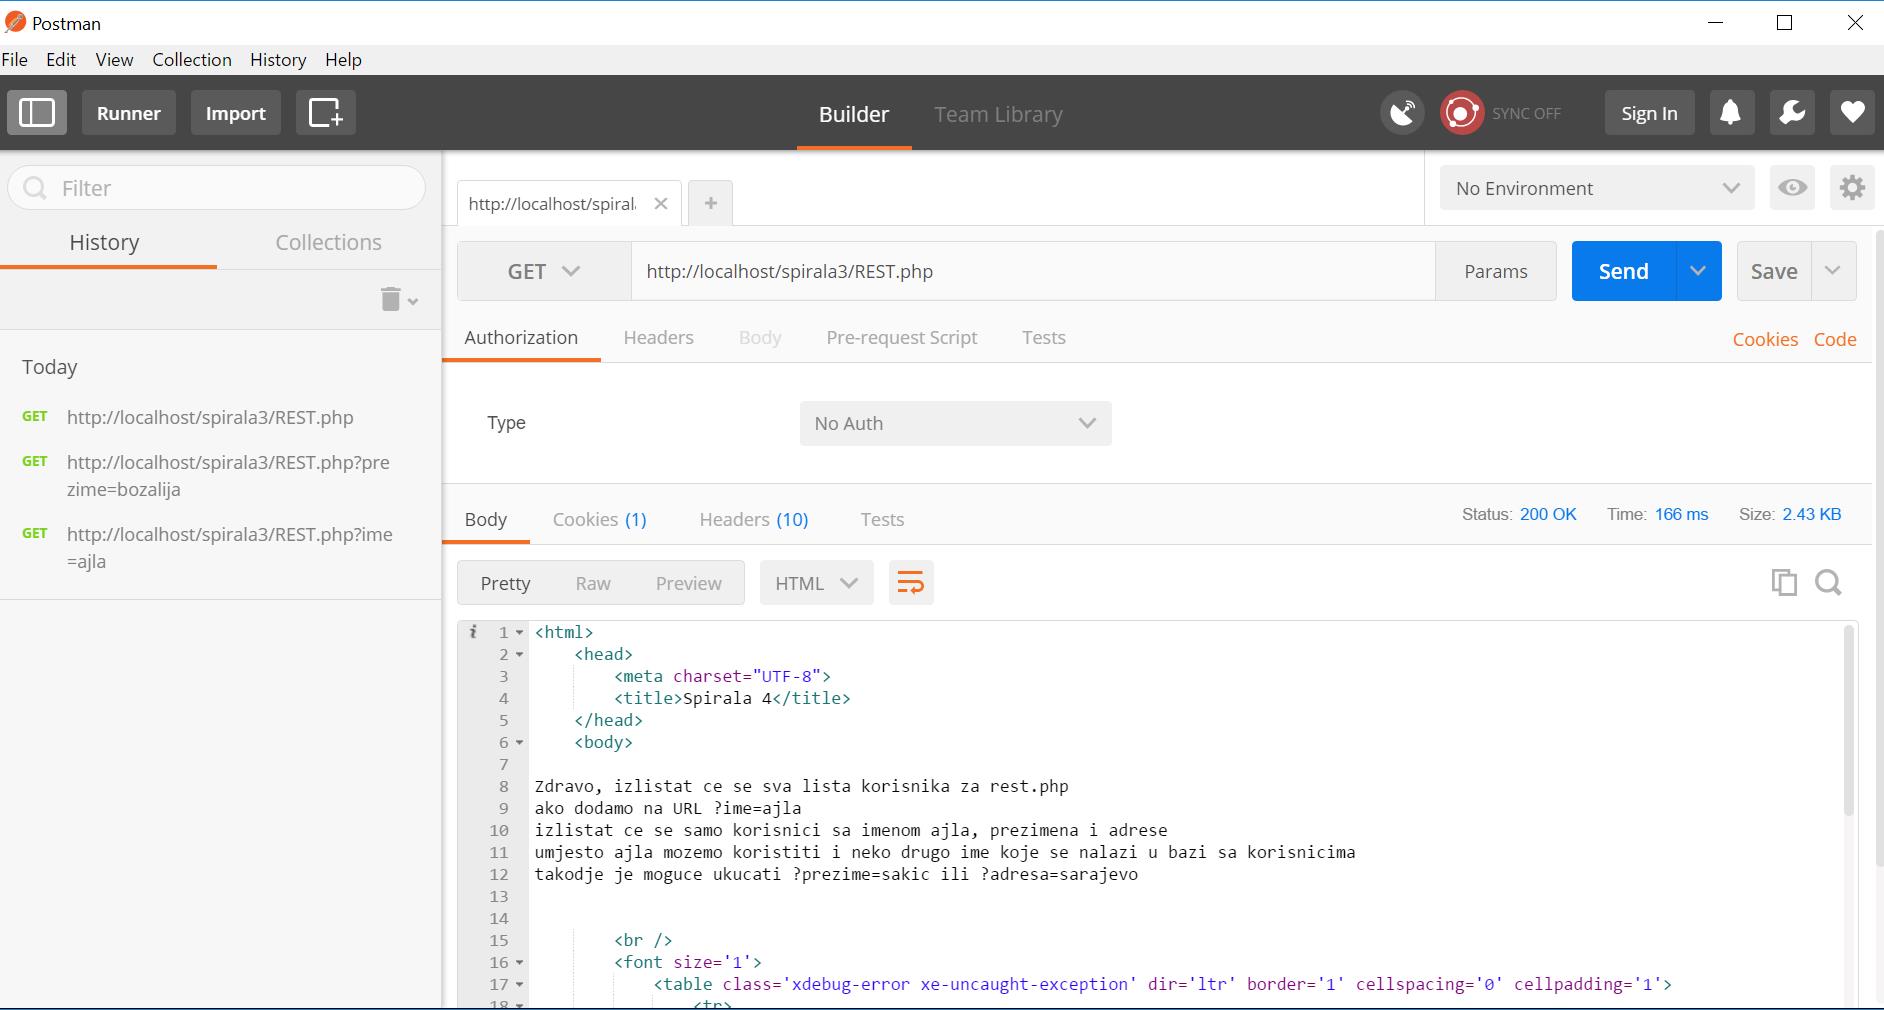 Postman
File Edit View Collection History Help
Runner Import Builder Team Library SYNC OFF Sign In
Filter
History Collections
Today
GET http://localhost/spirala3/REST.php
GET http://localhost/spirala3/REST.php?pre
zime=bozalija
GET http://localhost/spirala3/REST.php?ime
=ajla
http://localhost/spiral
No Environment
GET http://localhost/spirala3/REST.php Params Send Save
Authorization Headers Body Pre-request Script Tests Cookies Code
Type No Auth
Body Cookies (1) Headers (10) Tests Status: 200 OK Time: 166 ms Size: 2.43 KB
Pretty Raw Preview HTML
i 1 <html>
2 <head>
3 <meta charset="UTF-8">
4 <title>Spirala 4</title>
5 </head>
6 <body>
7
8 Zdravo, izlistat ce se sva lista korisnika za rest.php
9 ako dodamo na URL ?ime=ajla
10 izlistat ce se samo korisnici sa imenom ajla, prezimena i adrese
11 umjesto ajla mozemo koristiti i neko drugo ime koje se nalazi u bazi sa korisnicima
12 takodje je moguce ukucati ?prezime=sakic ili ?adresa=sarajevo
13
14
15 <br />
16 <font size='1'>
17 <table class='xdebug-error xe-uncaught-exception' dir='ltr' border='1' cellspacing='0' cellpadding='1'>
18 <tr>